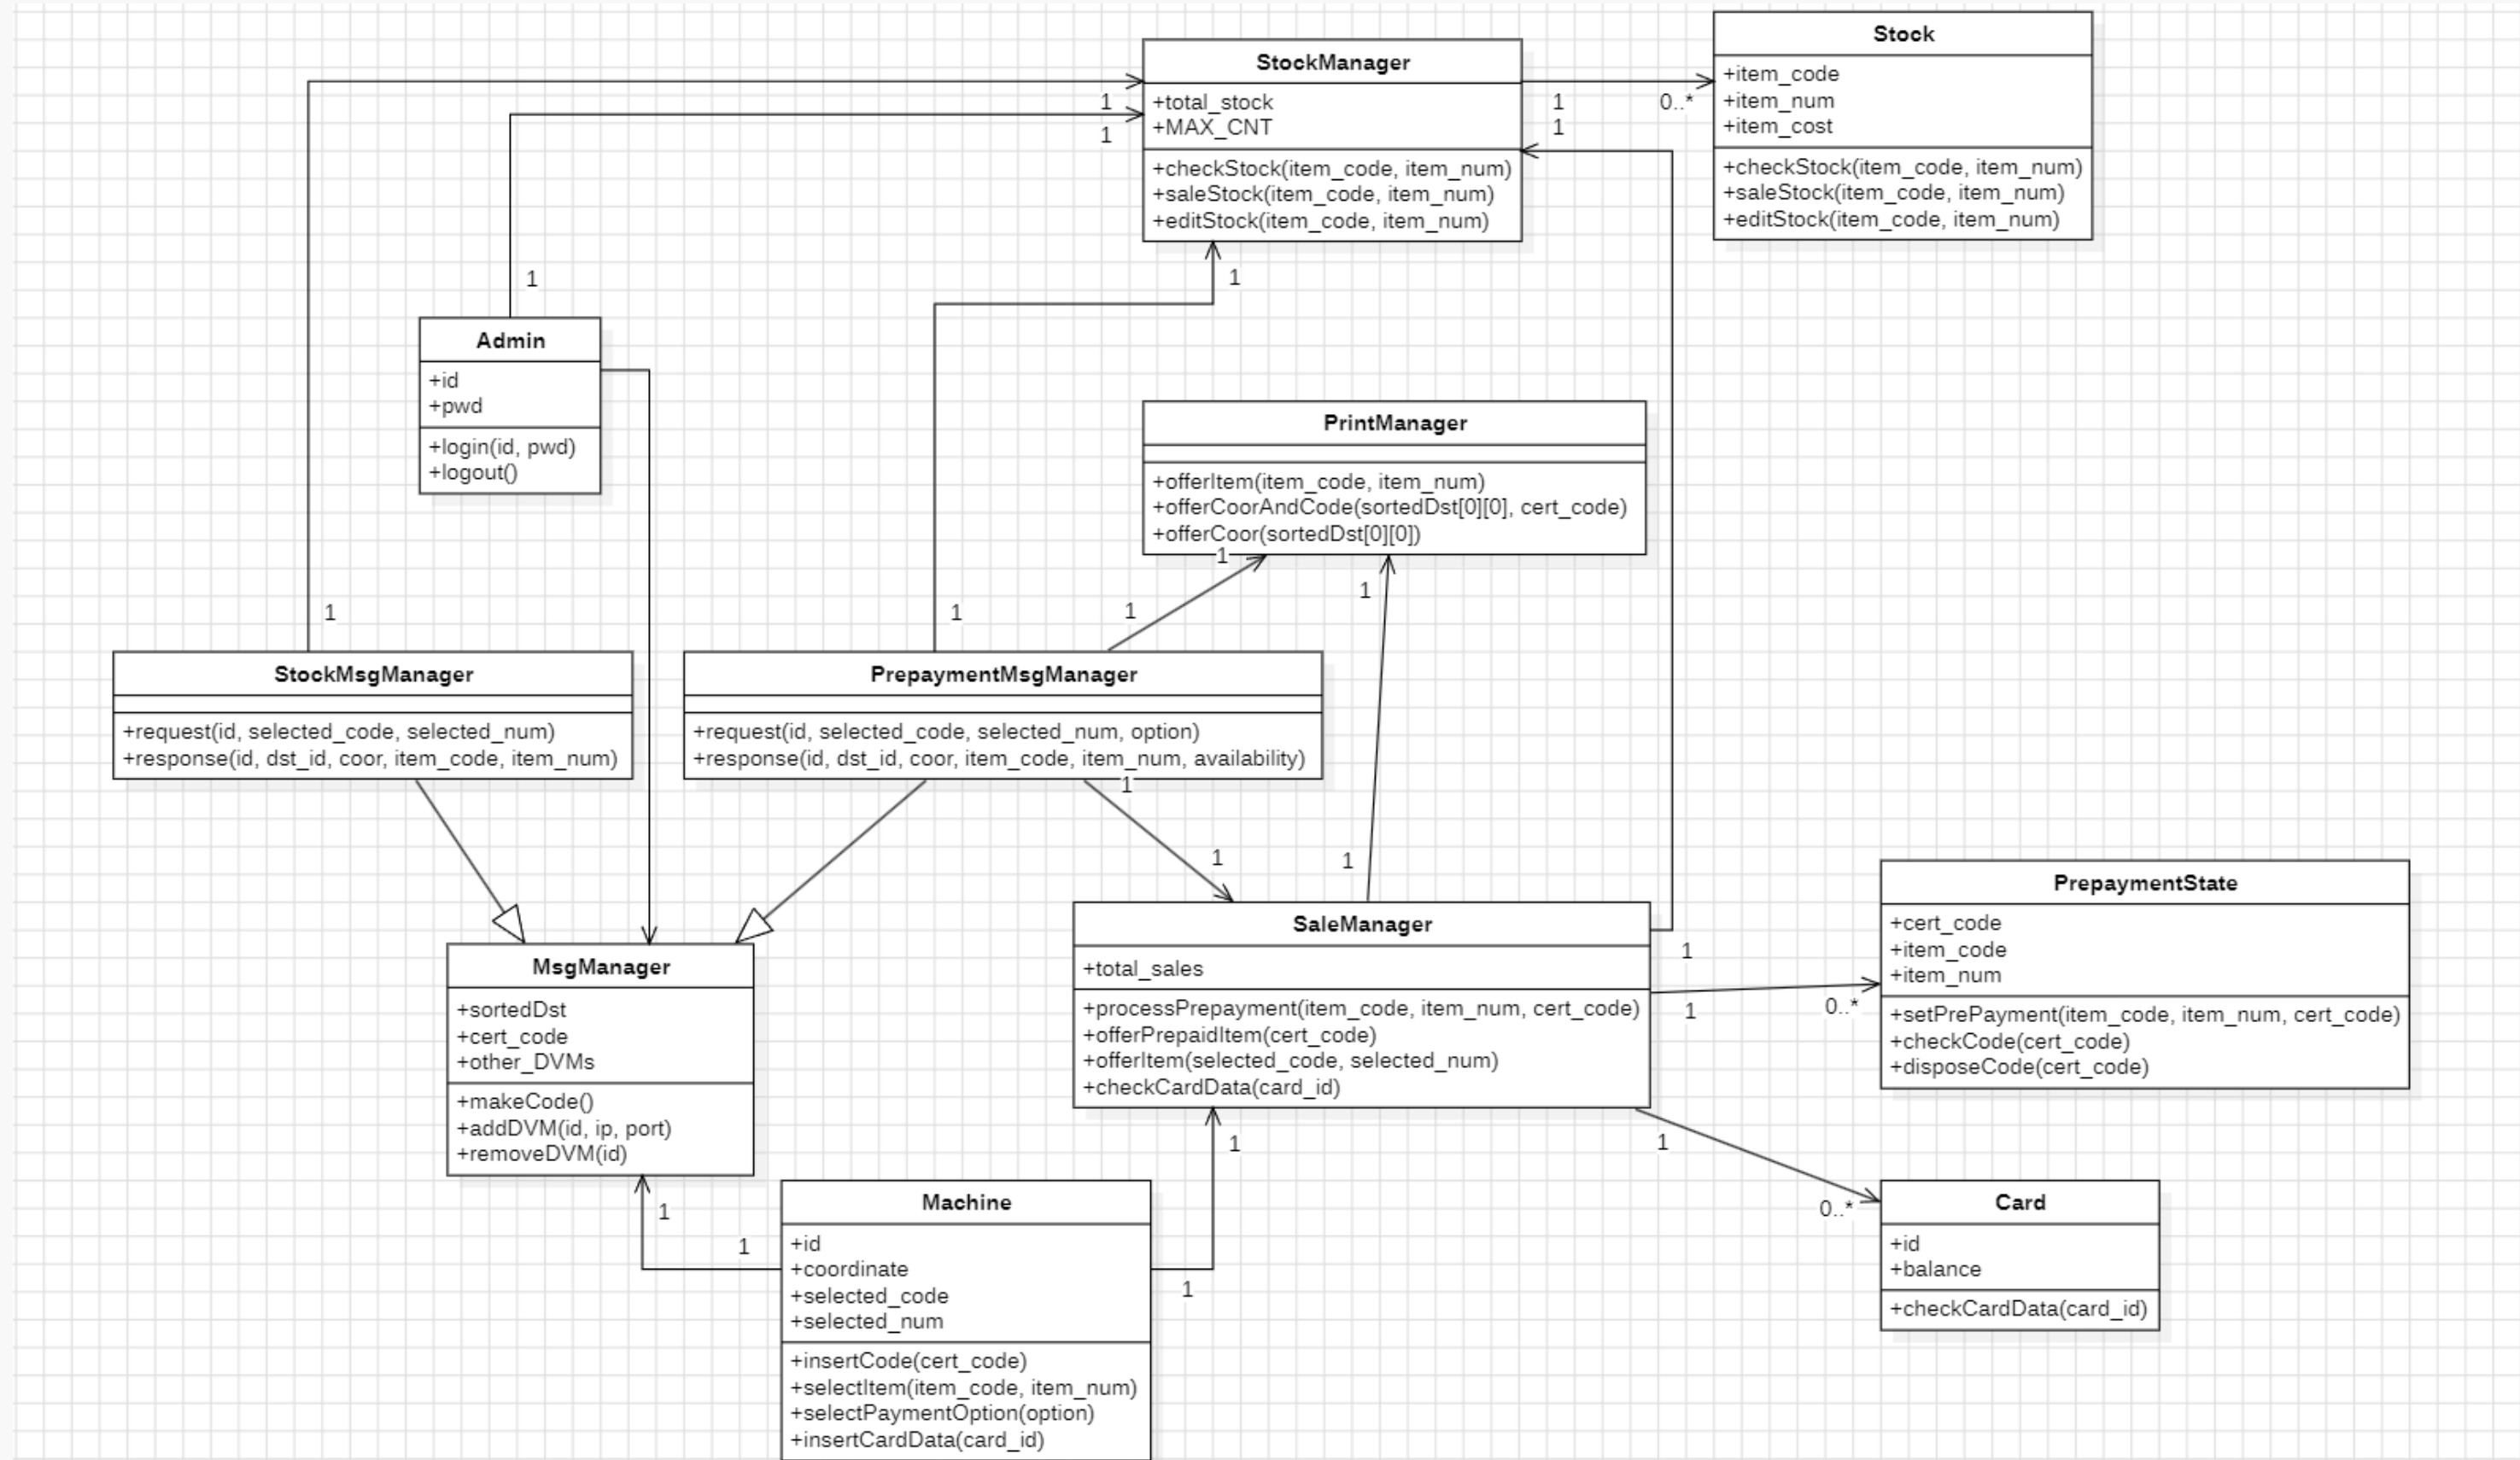 StockManager
+total_stock
+MAX_CNT
+checkStock(item_code, item_num)
+saleStock(item_code, item_num)
+editStock(item_code, item_num)
1
1
1
1
0..*
1
Stock
+item_code
+item_num
+item_cost
+checkStock(item_code, item_num)
+saleStock(item_code, item_num)
+editStock(item_code, item_num)
1
Admin
+id
+pwd
+login(id, pwd)
+logout()
PrintManager
+offerItem(item_code, item_num)
+offerCoorAndCode(sortedDst[0][0], cert_code)
+offerCoor(sortedDst[0][0])
1
1
1
1
1
StockMsgManager
+request(id, selected_code, selected_num)
+response(id, dst_id, coor, item_code, item_num)
PrepaymentMsgManager
+request(id, selected_code, selected_num, option)
+response(id, dst_id, coor, item_code, item_num, availability)
1
1
1
MsgManager
+sortedDst
+cert_code
+other_DVMs
+makeCode()
+addDVM(id, ip, port)
+removeDVM(id)
SaleManager
+total_sales
+processPrepayment(item_code, item_num, cert_code)
+offerPrepaidItem(cert_code)
+offerItem(selected_code, selected_num)
+checkCardData(card_id)
1
1
0..*
PrepaymentState
+cert_code
+item_code
+item_num
+setPrePayment(item_code, item_num, cert_code)
+checkCode(cert_code)
+disposeCode(cert_code)
1
1
1
1
1
0..*
Machine
+id
+coordinate
+selected_code
+selected_num
+insertCode(cert_code)
+selectItem(item_code, item_num)
+selectPaymentOption(option)
+insertCardData(card_id)
Card
+id
+balance
+checkCardData(card_id)